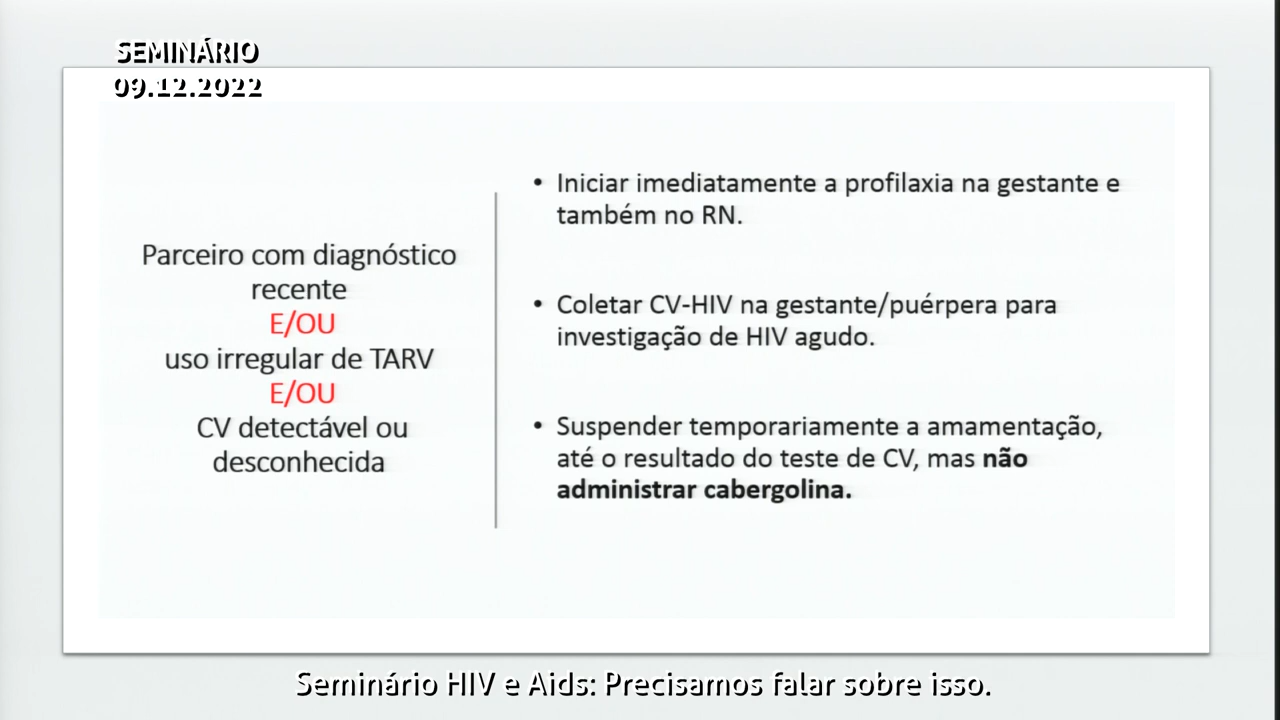 SEMINÁRIO
09.12.2022
Parceiro com diagnóstico
recente
E/OU
uso irregular de TARV
E/OU
CV detectável ou
desconhecida
• Iniciar imediatamente a profilaxia na gestante e
também no RN.
• Coletar CV-HIV na gestante/puérpera para
investigação de HIV agudo.
• Suspender temporariamente a amamentação,
até o resultado do teste de CV, mas não
administrar cabergolina.
Seminário HIV e Aids: Precisamos falar sobre isso.